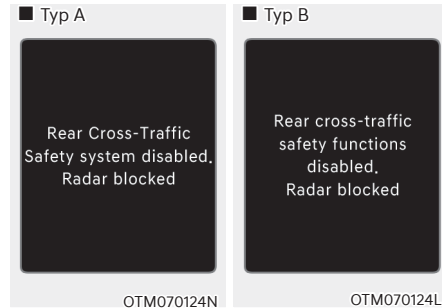 ■ Typ A
Rear Cross-Traffic
Safety system disabled.
Radar blocked
OTM070124N
■ Typ B
Rear cross-traffic
safety functions
disabled.
Radar blocked
OTM070124L